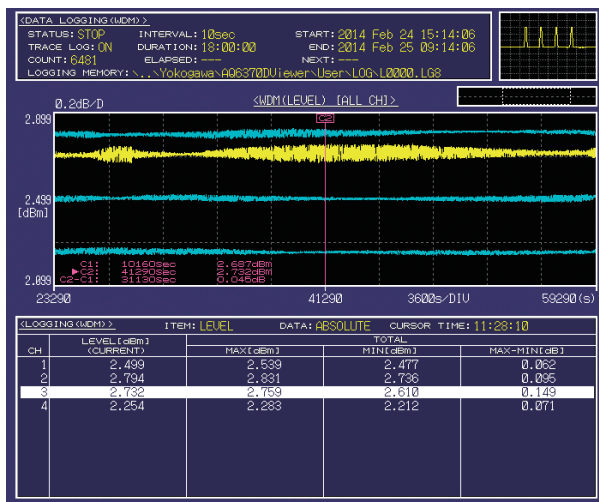 <DATA LOGGING(WDM)>
STATUS: STOP INTERVAL: 10sec START: 2014 Feb 24 15:14:06
TRACE LOG: ON DURATION: 18:00:00 END: 2014 Feb 25 09:14:06
COUNT: 6481 ELAPSED: --- NEXT: ---
LOGGING MEMORY: \..\Yokogawa\AQ6370DViewer\User\LOG\L0000.LG8
0.2dB/D <WDM(LEVEL) [ALL CH]>
2.899
C2
2.499
[dBm]
C1: 10160sec 2.687dBm
▶C2: 41290sec 2.732dBm
C2-C1: 31130sec 0.045dB
2.099
23290 41290 3600s/DIV 59290(s)
<LOGGING(WDM)> ITEM: LEVEL DATA: ABSOLUTE CURSOR TIME: 11:28:10
LEVEL[dBm] TOTAL
CH (CURRENT) MAX[dBm] MIN[dBm] MAX-MIN[dB]
1 2.499 2.539 2.477 0.062
2 2.794 2.831 2.736 0.095
3 2.732 2.759 2.610 0.149
4 2.254 2.283 2.212 0.071